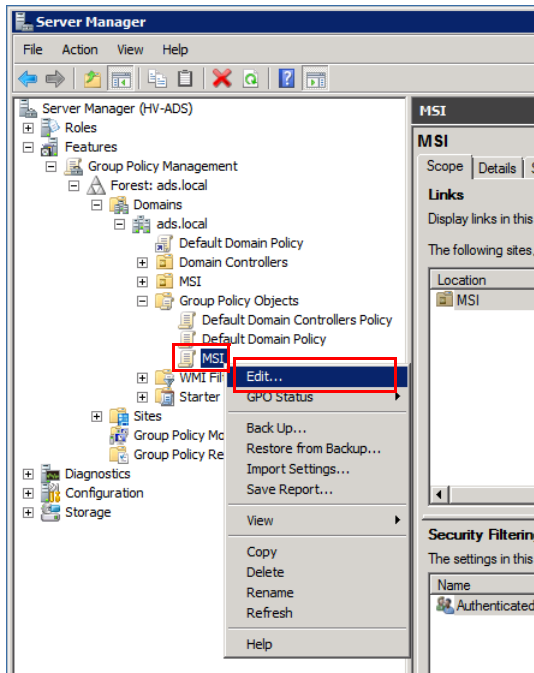 Server Manager
File Action View Help
Server Manager (HV-ADS)
Roles
Features
Group Policy Management
Forest: ads.local
Domains
ads.local
Default Domain Policy
Domain Controllers
MSI
Group Policy Objects
Default Domain Controllers Policy
Default Domain Policy
MSI
WMI Fil
Starter
Sites
Group Policy Mo
Group Policy Re
Diagnostics
Configuration
Storage
Edit...
GPO Status
Back Up...
Restore from Backup...
Import Settings...
Save Report...
View
Copy
Delete
Rename
Refresh
Help
MSI
MSI
Scope Details
Links
Display links in this
The following sites,
Location
MSI
Security Filtering
The settings in this
Name
Authenticated